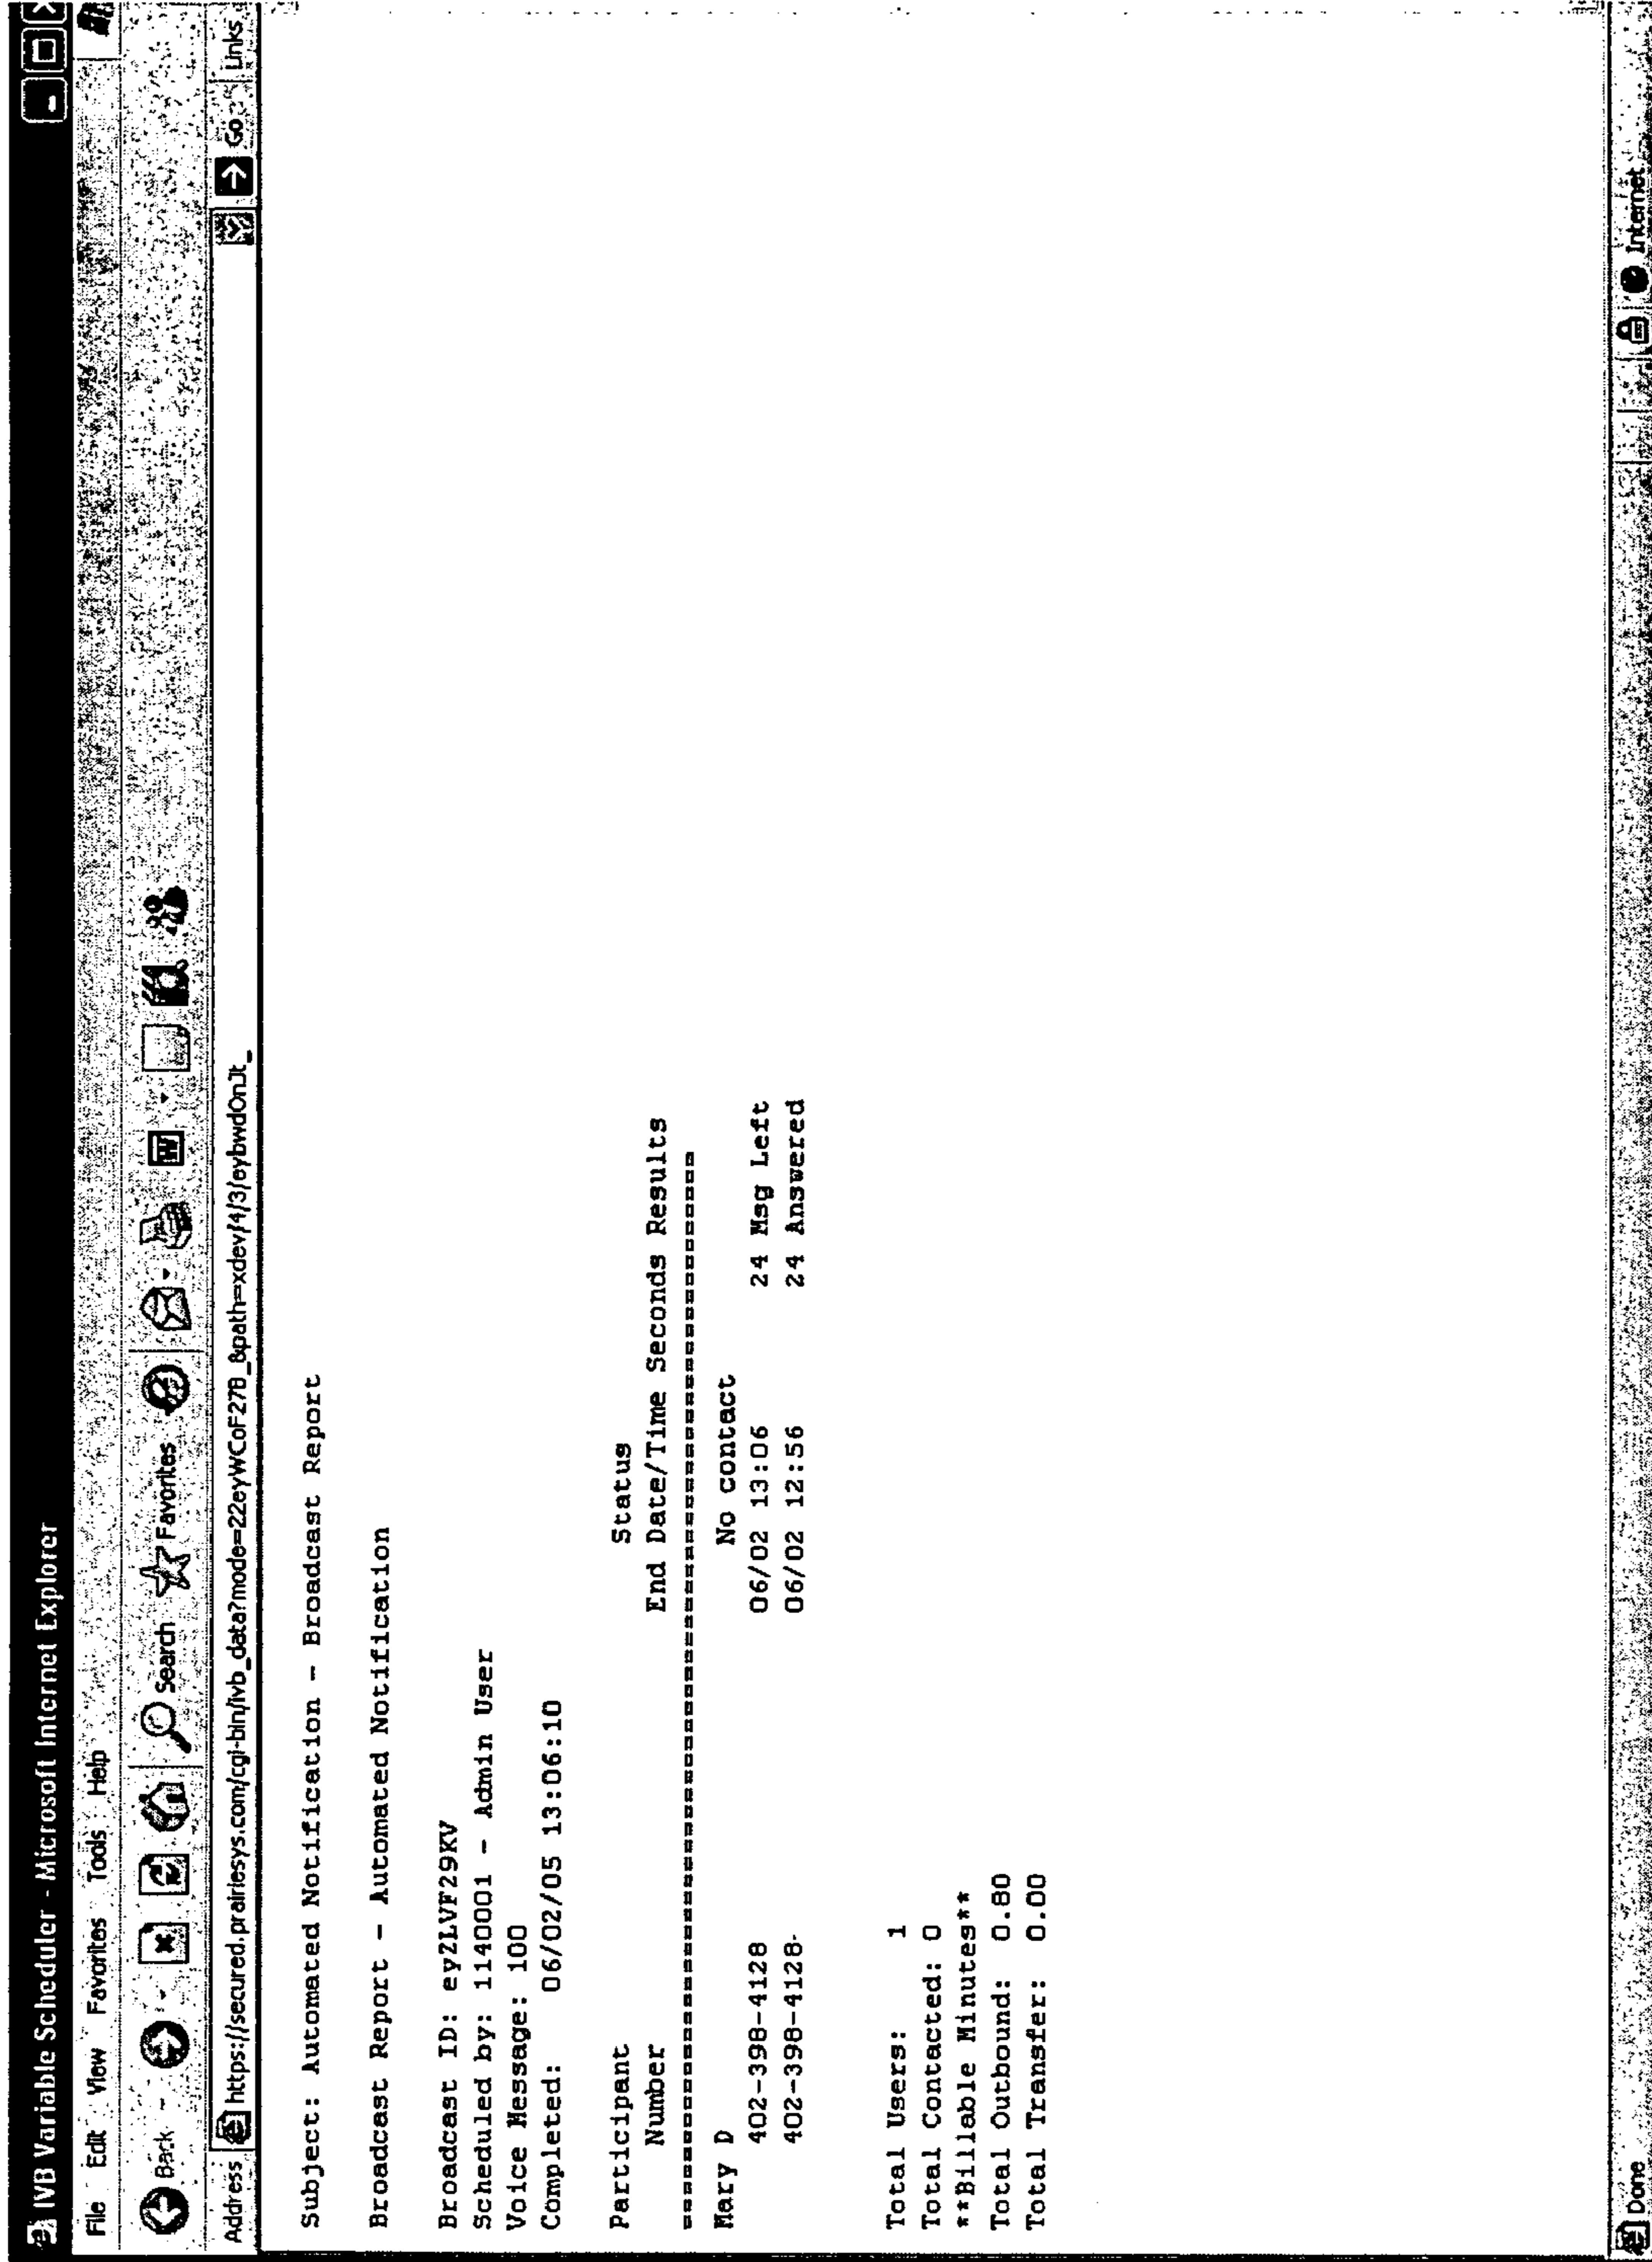 IVB Variable Scheduler - Microsoft Internet Explorer
File Edit View Favorites Tools Help
Back Search Favorites
Address https://secured.prairiesys.com/cgi-bin/ivb_data?mode=22eyWCoF27B_&path=xdev/4/3/eybwdOnJt_ Go Links
Subject: Automated Notification - Broadcast Report
Broadcast Report - Automated Notification
Broadcast ID: eyZLVF29KV
Scheduled by: 1140001 - Admin User
Voice Message: 100
Completed: 06/02/05 13:06:10
Participant Status
Number End Date/Time Seconds Results
Mary D No contact
402-398-4128 06/02 13:06 24 Msg Left
402-398-4128- 06/02 12:56 24 Answered
Total Users: 1
Total Contacted: 0
**Billable Minutes**
Total Outbound: 0.80
Total Transfer: 0.00
Done Internet